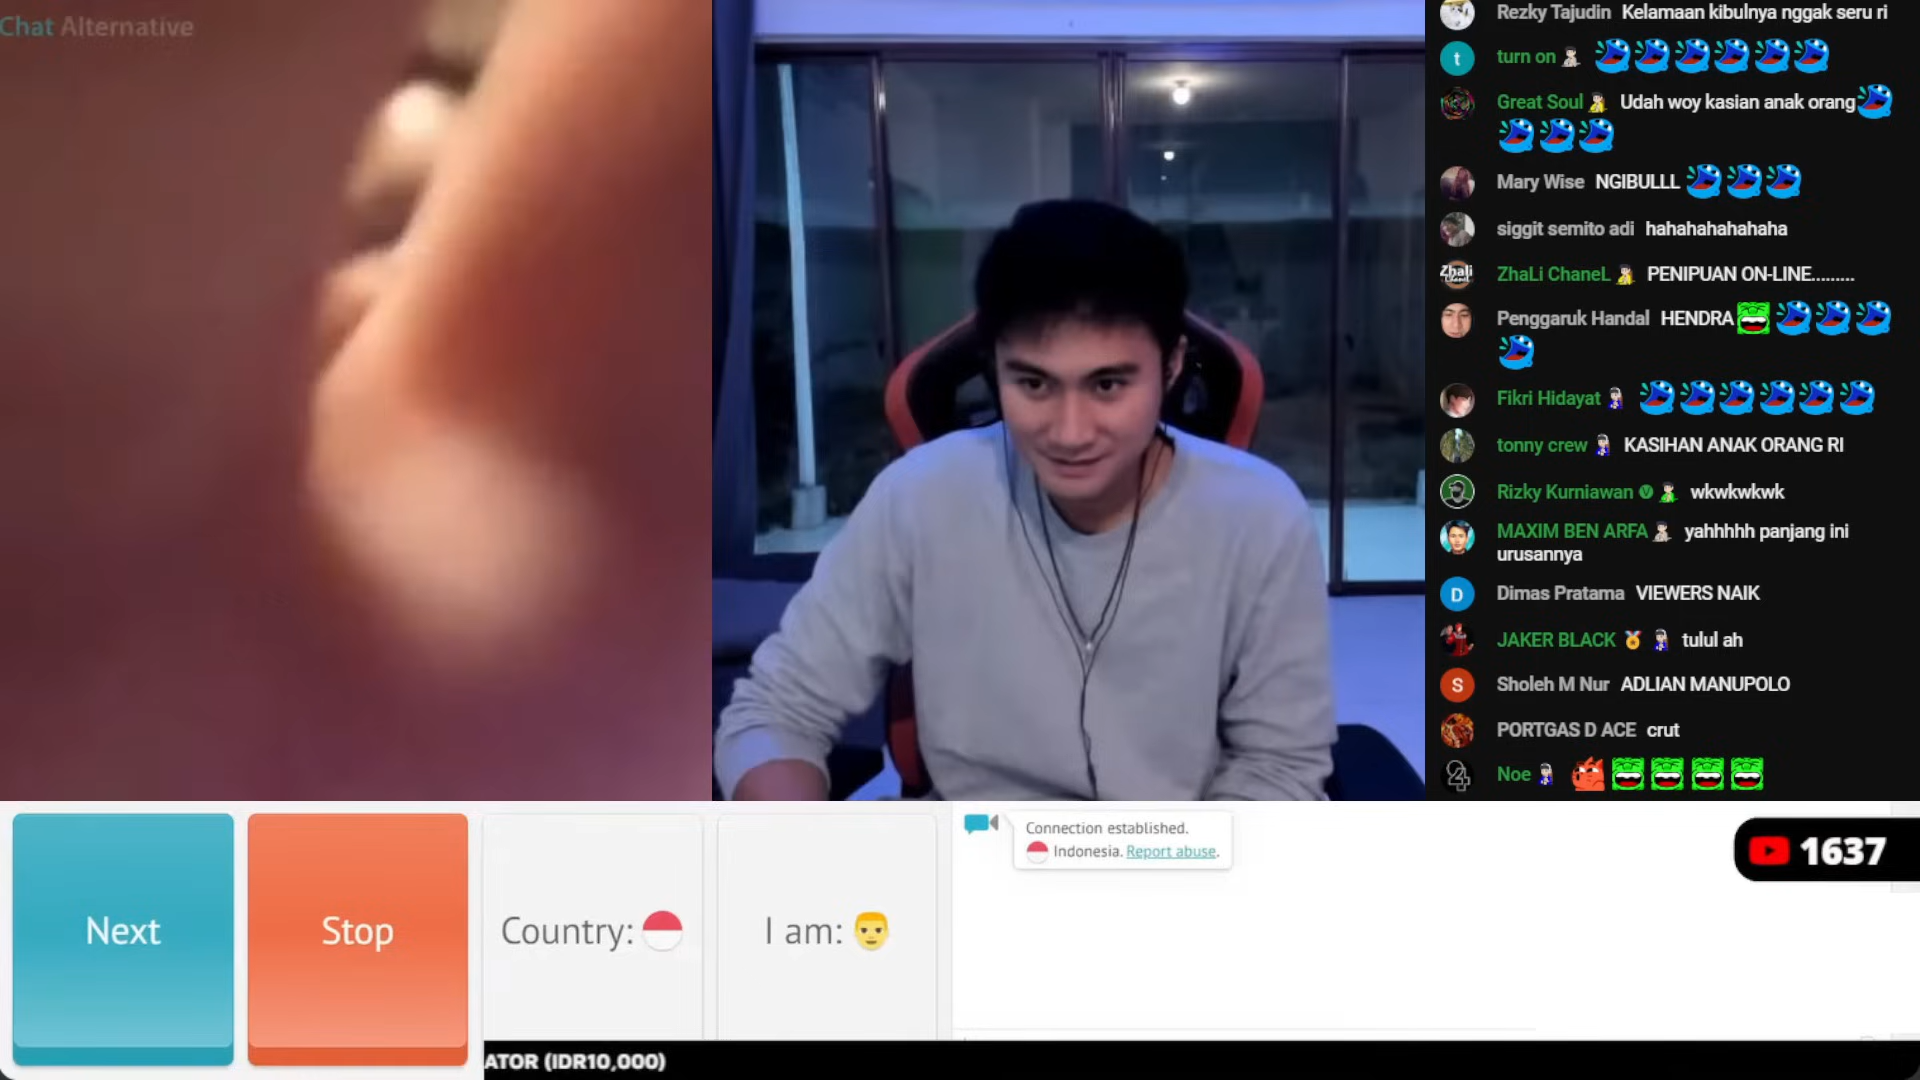 Chat Alternative
Rezky Tajudin Kelamaan kibulnya nggak seru ri
turn on
Great Soul Udah woy kasian anak orang
Mary Wise NGIBULLL
siggit semito adi hahahahahahaha
ZhaLi ChaneL PENIPUAN ON-LINE.........
Penggaruk Handal HENDRA
Fikri Hidayat
tonny crew KASIHAN ANAK ORANG RI
Rizky Kurniawan wkwkwkwk
MAXIM BEN ARFA yahhhhh panjang ini
urusannya
Dimas Pratama VIEWERS NAIK
JAKER BLACK tulul ah
Sholeh M Nur ADLIAN MANUPOLO
PORTGAS D ACE crut
Noe
t
Zhali
Chanel
D
S
24
Next
Stop
Country:
I am:
Connection established.
Indonesia. Report abuse.
1637
ATOR (IDR10,000)